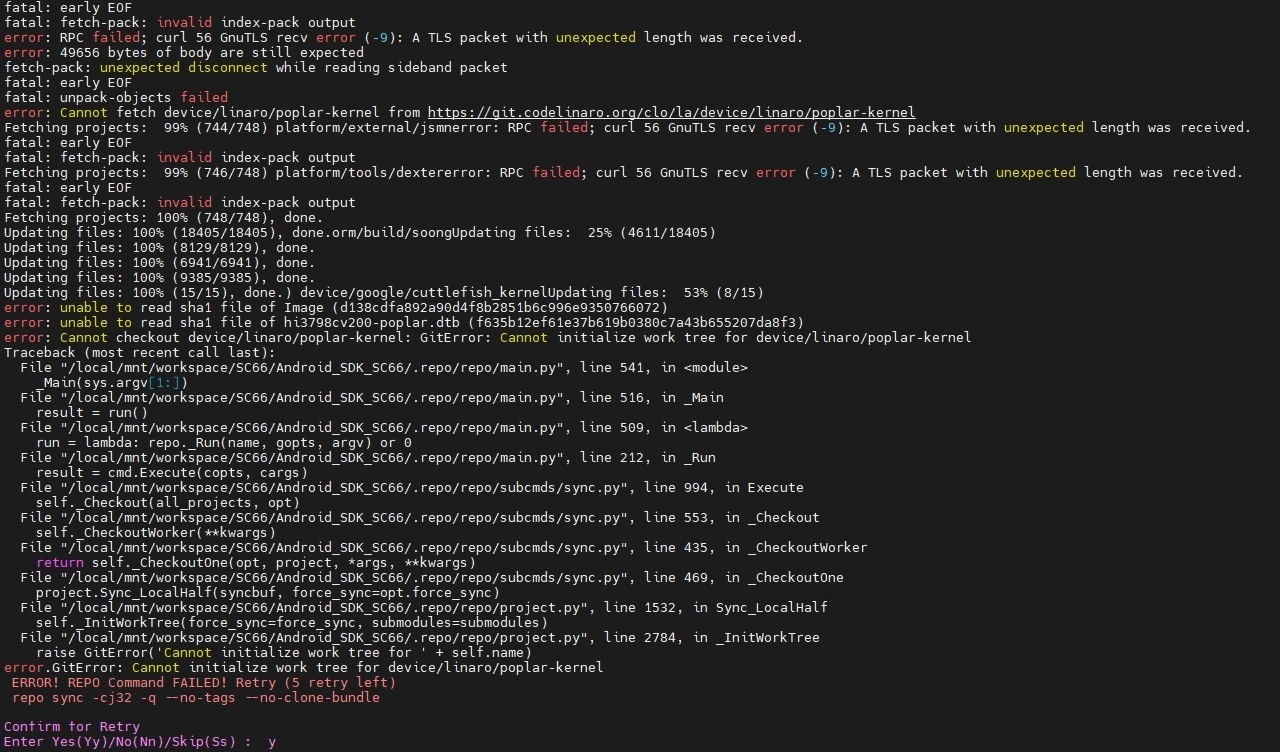 fatal: early EOF
fatal: fetch-pack: invalid index-pack output
error: RPC failed; curl 56 GnuTLS recv error (-9): A TLS packet with unexpected length was received.
error: 49656 bytes of body are still expected
fetch-pack: unexpected disconnect while reading sideband packet
fatal: early EOF
fatal: unpack-objects failed
error: Cannot fetch device/linaro/poplar-kernel from https://git.codelinaro.org/clo/la/device/linaro/poplar-kernel
Fetching projects:  99% (744/748) platform/external/jsmnerror: RPC failed; curl 56 GnuTLS recv error (-9): A TLS packet with unexpected length was received.
fatal: early EOF
fatal: fetch-pack: invalid index-pack output
Fetching projects:  99% (746/748) platform/tools/dextererror: RPC failed; curl 56 GnuTLS recv error (-9): A TLS packet with unexpected length was received.
fatal: early EOF
fatal: fetch-pack: invalid index-pack output
Fetching projects: 100% (748/748), done.
Updating files: 100% (18405/18405), done.orm/build/soongUpdating files:  25% (4611/18405)
Updating files: 100% (8129/8129), done.
Updating files: 100% (6941/6941), done.
Updating files: 100% (9385/9385), done.
Updating files: 100% (15/15), done.) device/google/cuttlefish_kernelUpdating files:  53% (8/15)
error: unable to read sha1 file of Image (d138cdfa892a90d4f8b2851b6c996e9350766072)
error: unable to read sha1 file of hi3798cv200-poplar.dtb (f635b12ef61e37b619b0380c7a43b655207da8f3)
error: Cannot checkout device/linaro/poplar-kernel: GitError: Cannot initialize work tree for device/linaro/poplar-kernel
Traceback (most recent call last):
  File "/local/mnt/workspace/SC66/Android_SDK_SC66/.repo/repo/main.py", line 541, in <module>
    _Main(sys.argv[1:])
  File "/local/mnt/workspace/SC66/Android_SDK_SC66/.repo/repo/main.py", line 516, in _Main
    result = run()
  File "/local/mnt/workspace/SC66/Android_SDK_SC66/.repo/repo/main.py", line 509, in <lambda>
    run = lambda: repo._Run(name, gopts, argv) or 0
  File "/local/mnt/workspace/SC66/Android_SDK_SC66/.repo/repo/main.py", line 212, in _Run
    result = cmd.Execute(copts, cargs)
  File "/local/mnt/workspace/SC66/Android_SDK_SC66/.repo/repo/subcmds/sync.py", line 994, in Execute
    self._Checkout(all_projects, opt)
  File "/local/mnt/workspace/SC66/Android_SDK_SC66/.repo/repo/subcmds/sync.py", line 553, in _Checkout
    self._CheckoutWorker(**kwargs)
  File "/local/mnt/workspace/SC66/Android_SDK_SC66/.repo/repo/subcmds/sync.py", line 435, in _CheckoutWorker
    return self._CheckoutOne(opt, project, *args, **kwargs)
  File "/local/mnt/workspace/SC66/Android_SDK_SC66/.repo/repo/subcmds/sync.py", line 469, in _CheckoutOne
    project.Sync_LocalHalf(syncbuf, force_sync=opt.force_sync)
  File "/local/mnt/workspace/SC66/Android_SDK_SC66/.repo/repo/project.py", line 1532, in Sync_LocalHalf
    self._InitWorkTree(force_sync=force_sync, submodules=submodules)
  File "/local/mnt/workspace/SC66/Android_SDK_SC66/.repo/repo/project.py", line 2784, in _InitWorkTree
    raise GitError('Cannot initialize work tree for ' + self.name)
error.GitError: Cannot initialize work tree for device/linaro/poplar-kernel
 ERROR! REPO Command FAILED! Retry (5 retry left)
 repo sync -cj32 -q --no-tags --no-clone-bundle
Confirm for Retry
Enter Yes(Yy)/No(Nn)/Skip(Ss) :  y